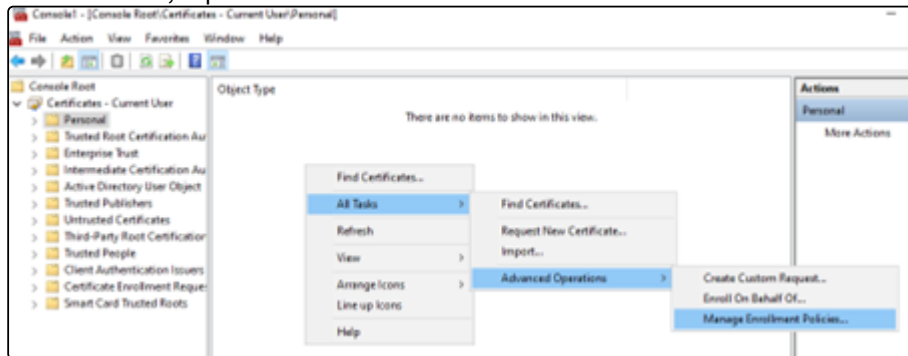 Console1 - [Console Root\Certificates - Current User\Personal]
File Action View Favorites Window Help
Console Root
Certificates - Current User
Personal
Trusted Root Certification Au
Enterprise Trust
Intermediate Certification Au
Active Directory User Object
Trusted Publishers
Untrusted Certificates
Third-Party Root Certification
Trusted People
Client Authentication Issuers
Certificate Enrollment Reque
Smart Card Trusted Roots
Object Type
There are no items to show in this view.
Find Certificates...
All Tasks
Refresh
View
Arrange Icons
Line up Icons
Help
Find Certificates...
Request New Certificate...
Import...
Advanced Operations
Create Custom Request...
Enroll On Behalf Of...
Manage Enrollment Policies...
Actions
Personal
More Actions